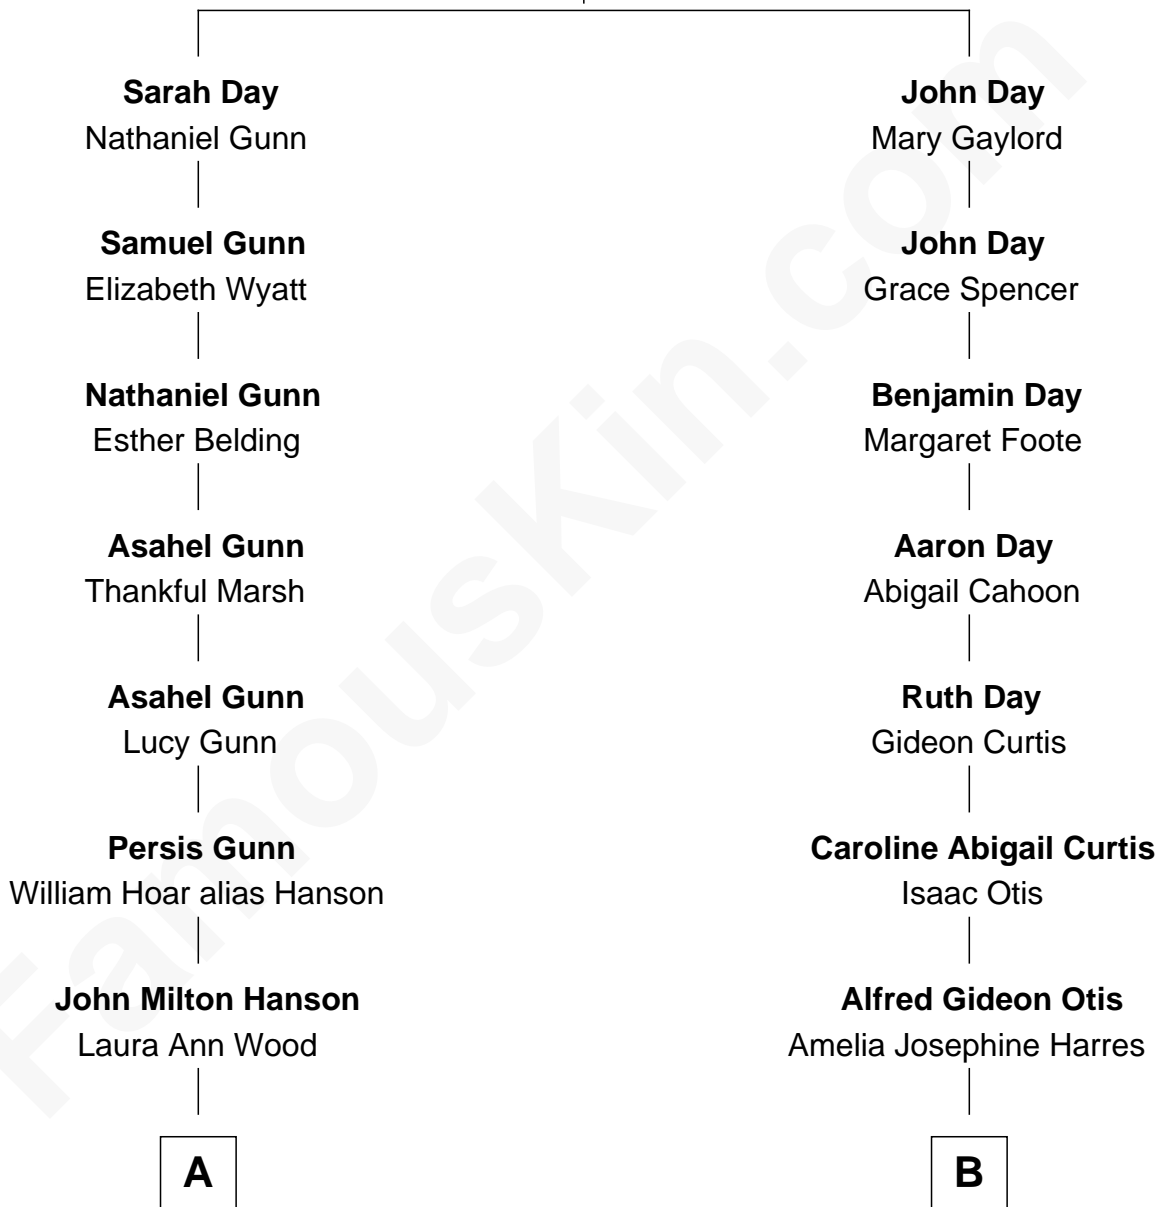 Sarah Day
Nathaniel Gunn
Samuel Gunn
Elizabeth Wyatt
Nathaniel Gunn
Esther Belding
Asahel Gunn
Thankful Marsh
Asahel Gunn
Lucy Gunn
Persis Gunn
William Hoar alias Hanson
John Milton Hanson
Laura Ann Wood
A
John Day
Mary Gaylord
John Day
Grace Spencer
Benjamin Day
Margaret Foote
Aaron Day
Abigail Cahoon
Ruth Day
Gideon Curtis
Caroline Abigail Curtis
Isaac Otis
Alfred Gideon Otis
Amelia Josephine Harres
B
FamousKin.com